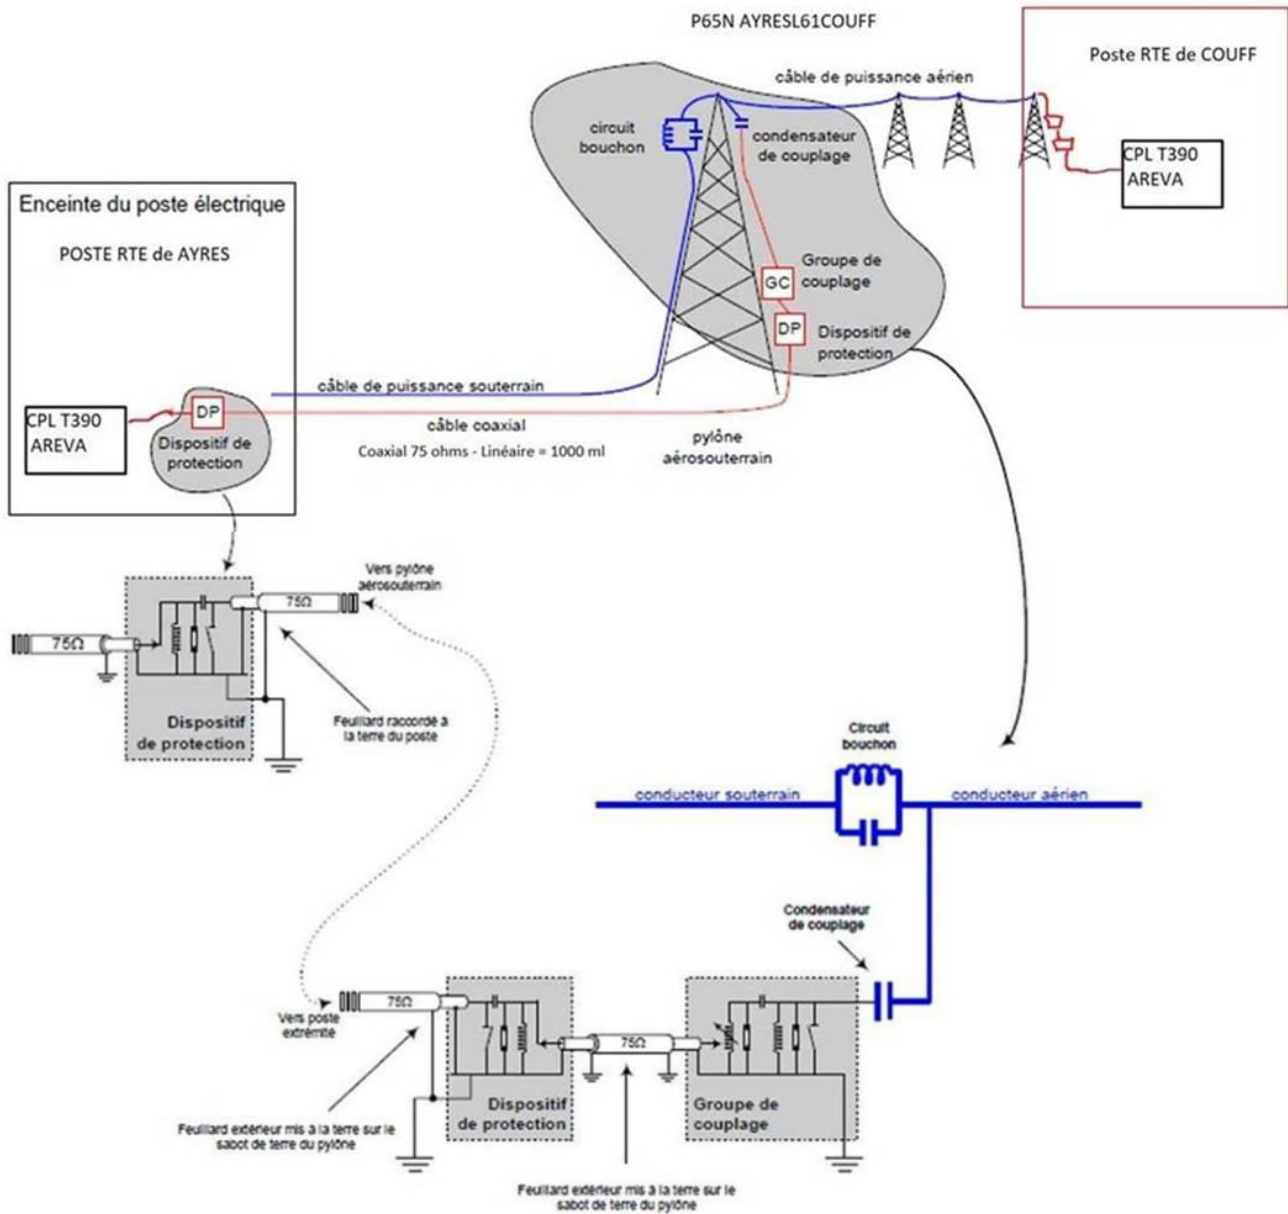 P65N AYRESL61COUFF
Poste RTE de COUFF
câble de puissance aérien
circuit
bouchon
condensateur
de couplage
CPL T390
AREVA
Enceinte du poste électrique
POSTE RTE de AYRES
Groupe de
couplage
GC
DP
Dispositif de
protection
câble de puissance souterrain
DP
CPL T390
AREVA
câble coaxial
Dispositif de
protection
Coaxial 75 ohms - Linéaire = 1000 ml
pylône
aérosouterrain
Vers pylône
aérosouterrain
75Ω
75Ω
Dispositif
de protection
Feuillard raccordé à
la terre du poste
Circuit
bouchon
conducteur souterrain
conducteur aérien
Condensateur
de couplage
75Ω
Vers poste
extrémité
75Ω
Dispositif
de protection
Groupe de
couplage
Feuillard extérieur mis à la terre sur le
sabot de terre du pylône
Feuillard extérieur mis à la terre sur le
sabot de terre du pylône